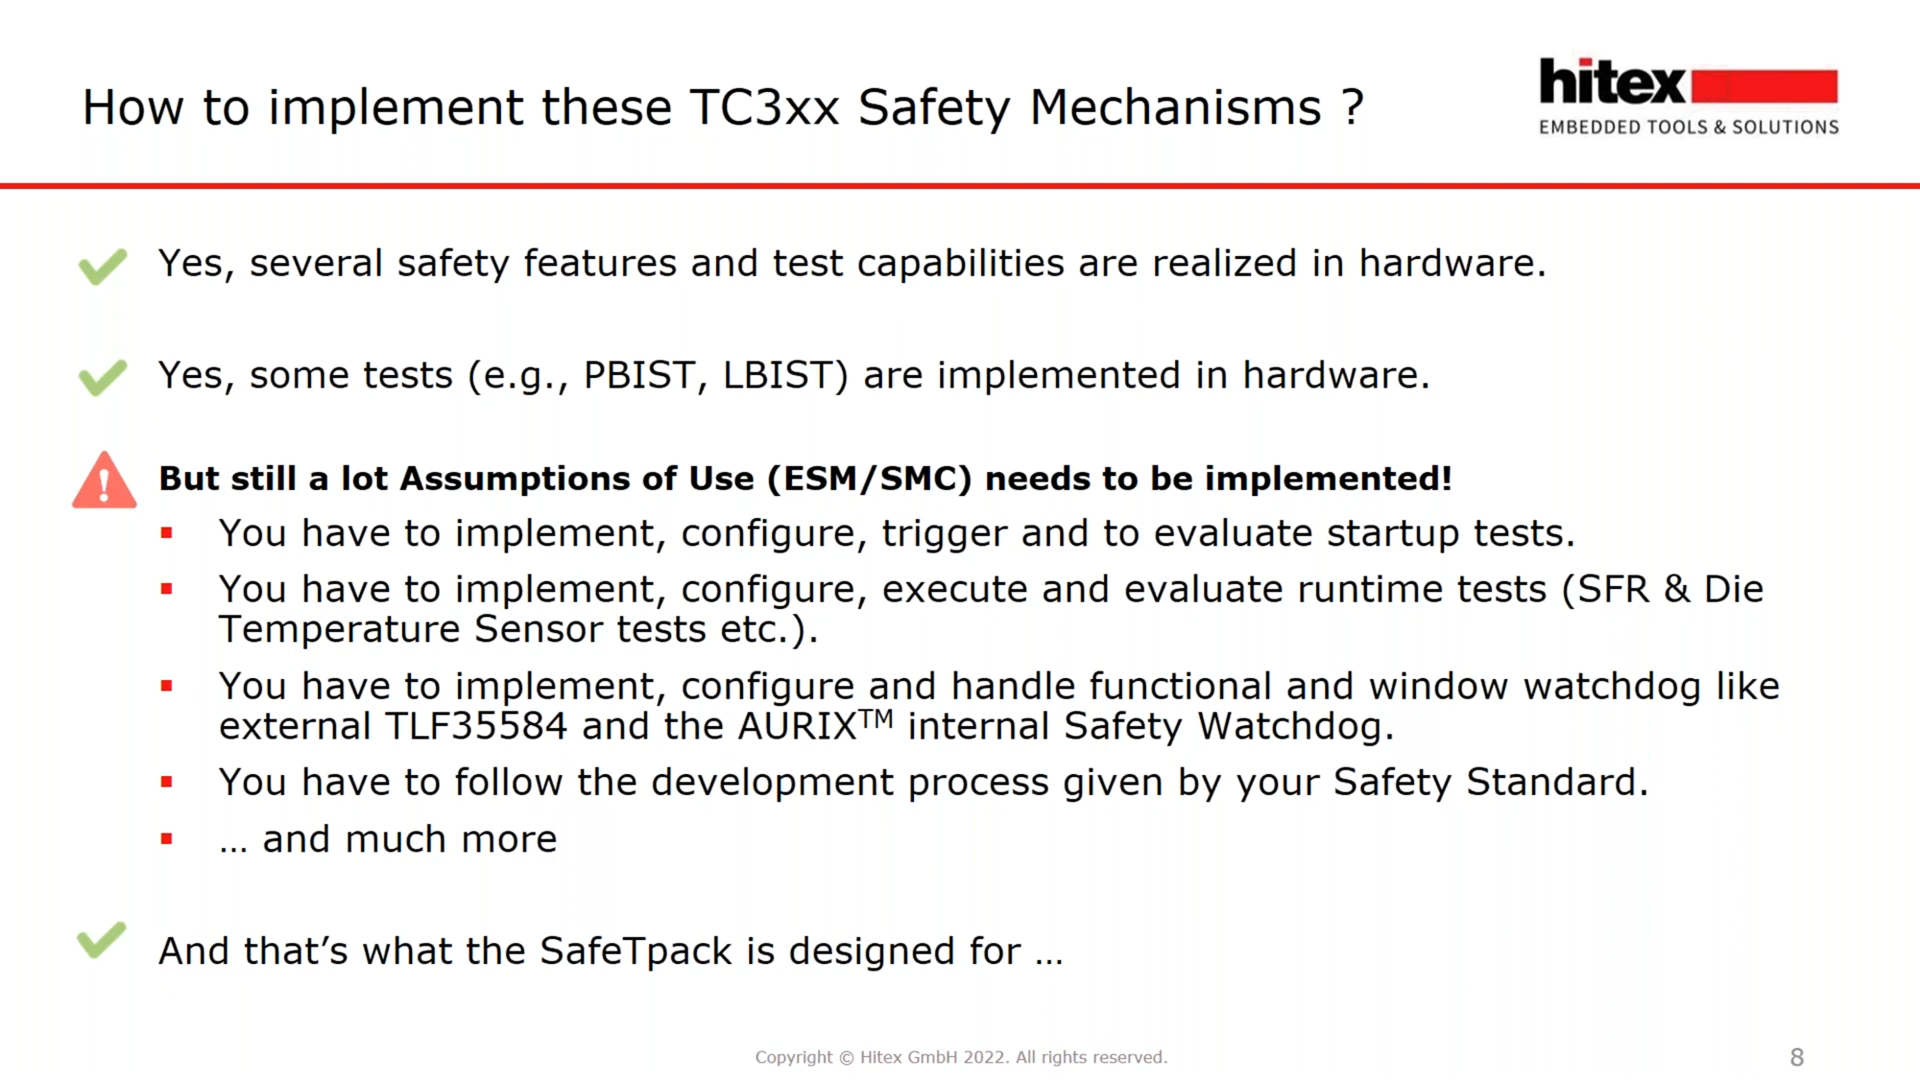 How to implement these TC3xx Safety Mechanisms ?
hitex
EMBEDDED TOOLS & SOLUTIONS
Yes, several safety features and test capabilities are realized in hardware.
Yes, some tests (e.g., PBIST, LBIST) are implemented in hardware.
But still a lot Assumptions of Use (ESM/SMC) needs to be implemented!
▪ You have to implement, configure, trigger and to evaluate startup tests.
▪ You have to implement, configure, execute and evaluate runtime tests (SFR & Die
Temperature Sensor tests etc.).
▪ You have to implement, configure and handle functional and window watchdog like
external TLF35584 and the AURIX™ internal Safety Watchdog.
▪ You have to follow the development process given by your Safety Standard.
▪ … and much more
And that’s what the SafeTpack is designed for …
Copyright © Hitex GmbH 2022. All rights reserved.
8